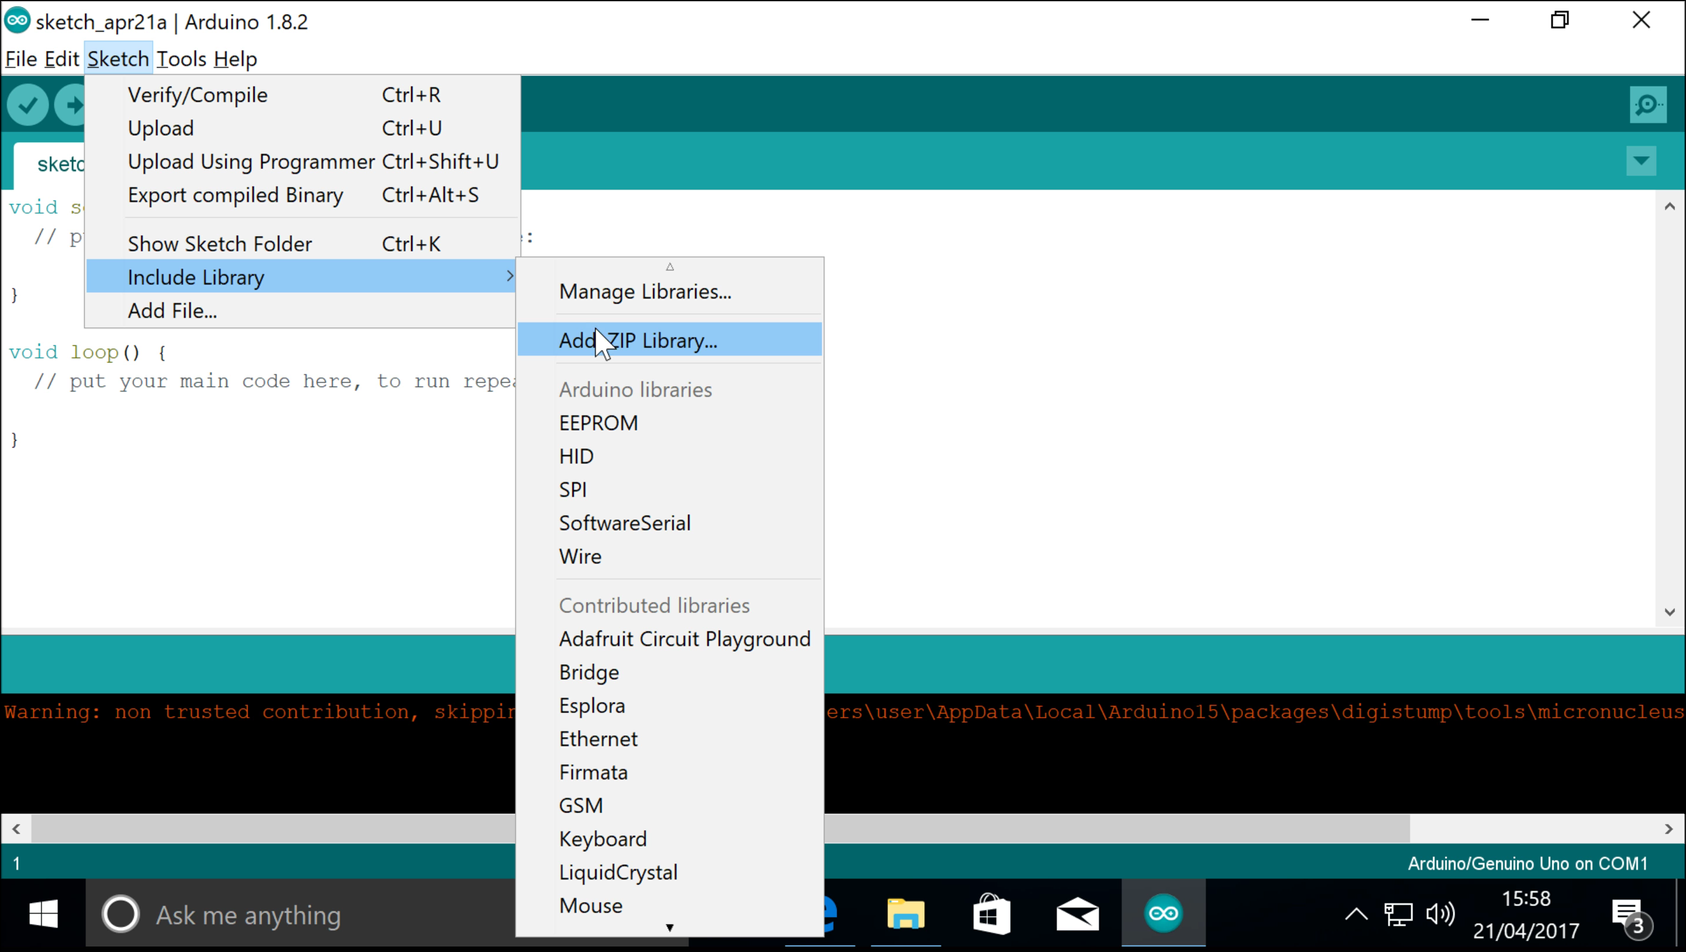 sketch_apr21a | Arduino 1.8.2
File Edit Sketch Tools Help
Verify/Compile Ctrl+R
Upload Ctrl+U
Upload Using Programmer Ctrl+Shift+U
Export compiled Binary Ctrl+Alt+S
Show Sketch Folder Ctrl+K
Include Library
Add File...
Manage Libraries...
Add .ZIP Library...
Arduino libraries
EEPROM
HID
SPI
SoftwareSerial
Wire
Contributed libraries
Adafruit Circuit Playground
Bridge
Esplora
Ethernet
Firmata
GSM
Keyboard
LiquidCrystal
Mouse
sketc
void s
// p :
}
void loop() {
// put your main code here, to run repea
}
Warning: non trusted contribution, skippin ers\user\AppData\Local\Arduino15\packages\digistump\tools\micronucleus
1 Arduino/Genuino Uno on COM1
Ask me anything
15:58
21/04/2017
3